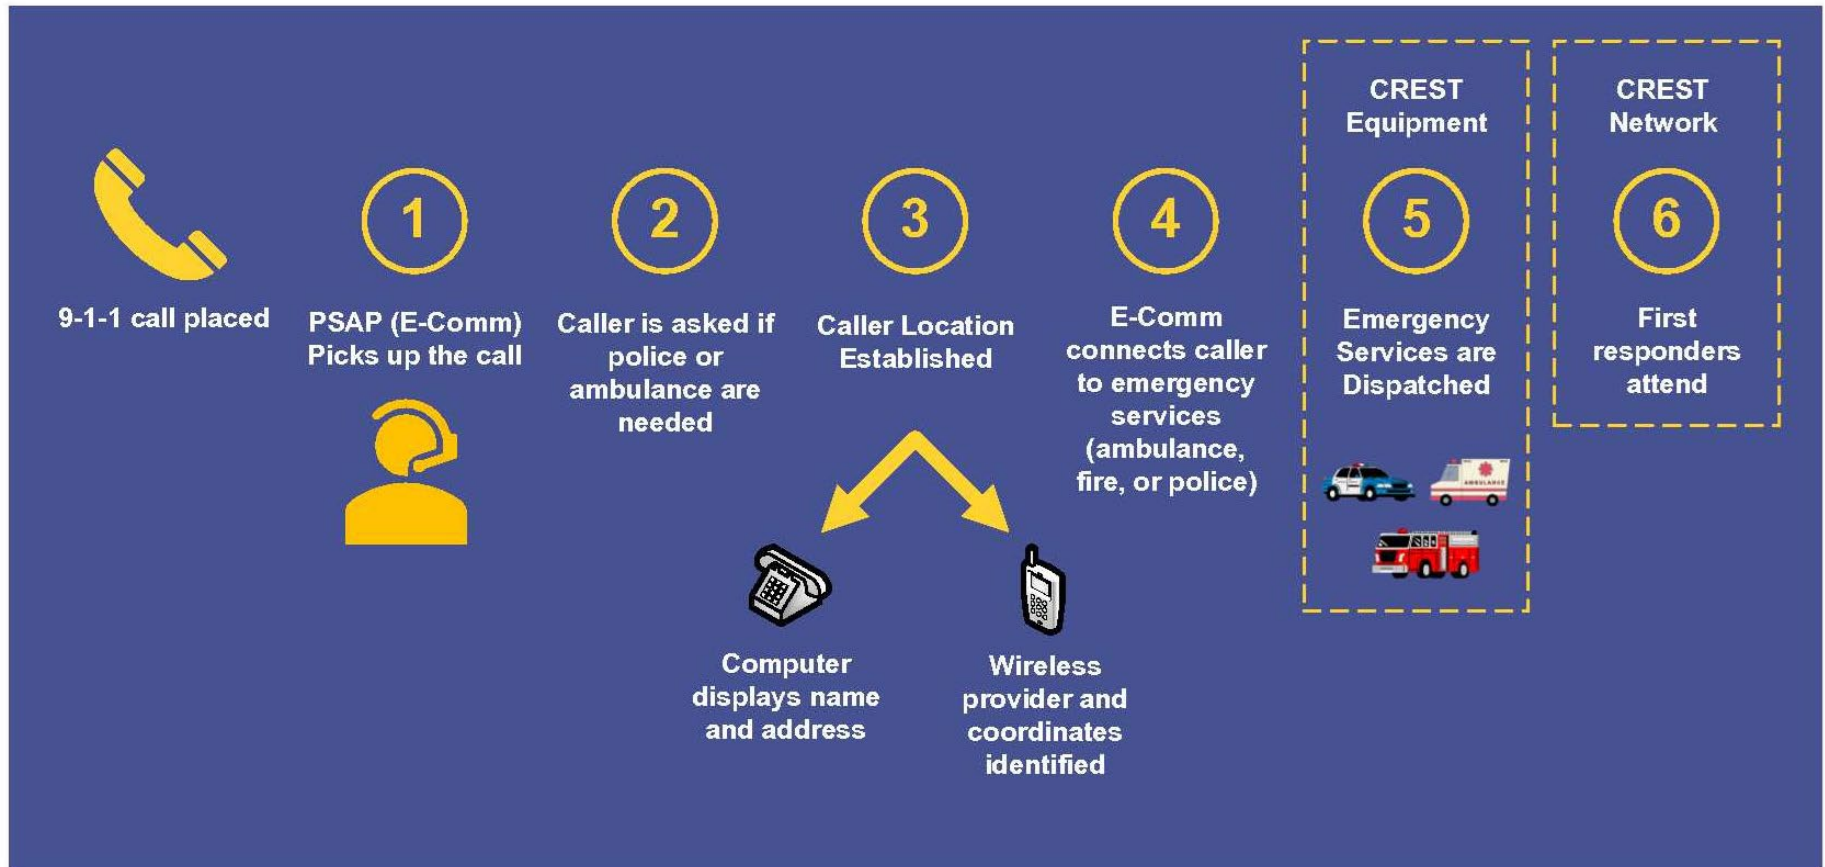 9-1-1 call placed
1
PSAP (E-Comm)
Picks up the call
2
Caller is asked if
police or
ambulance are
needed
3
Caller Location
Established
Computer
displays name
and address
Wireless
provider and
coordinates
identified
4
E-Comm
connects caller
to emergency
services
(ambulance,
fire, or police)
CREST
Equipment
5
Emergency
Services are
Dispatched
AMBULANCE
CREST
Network
6
First
responders
attend